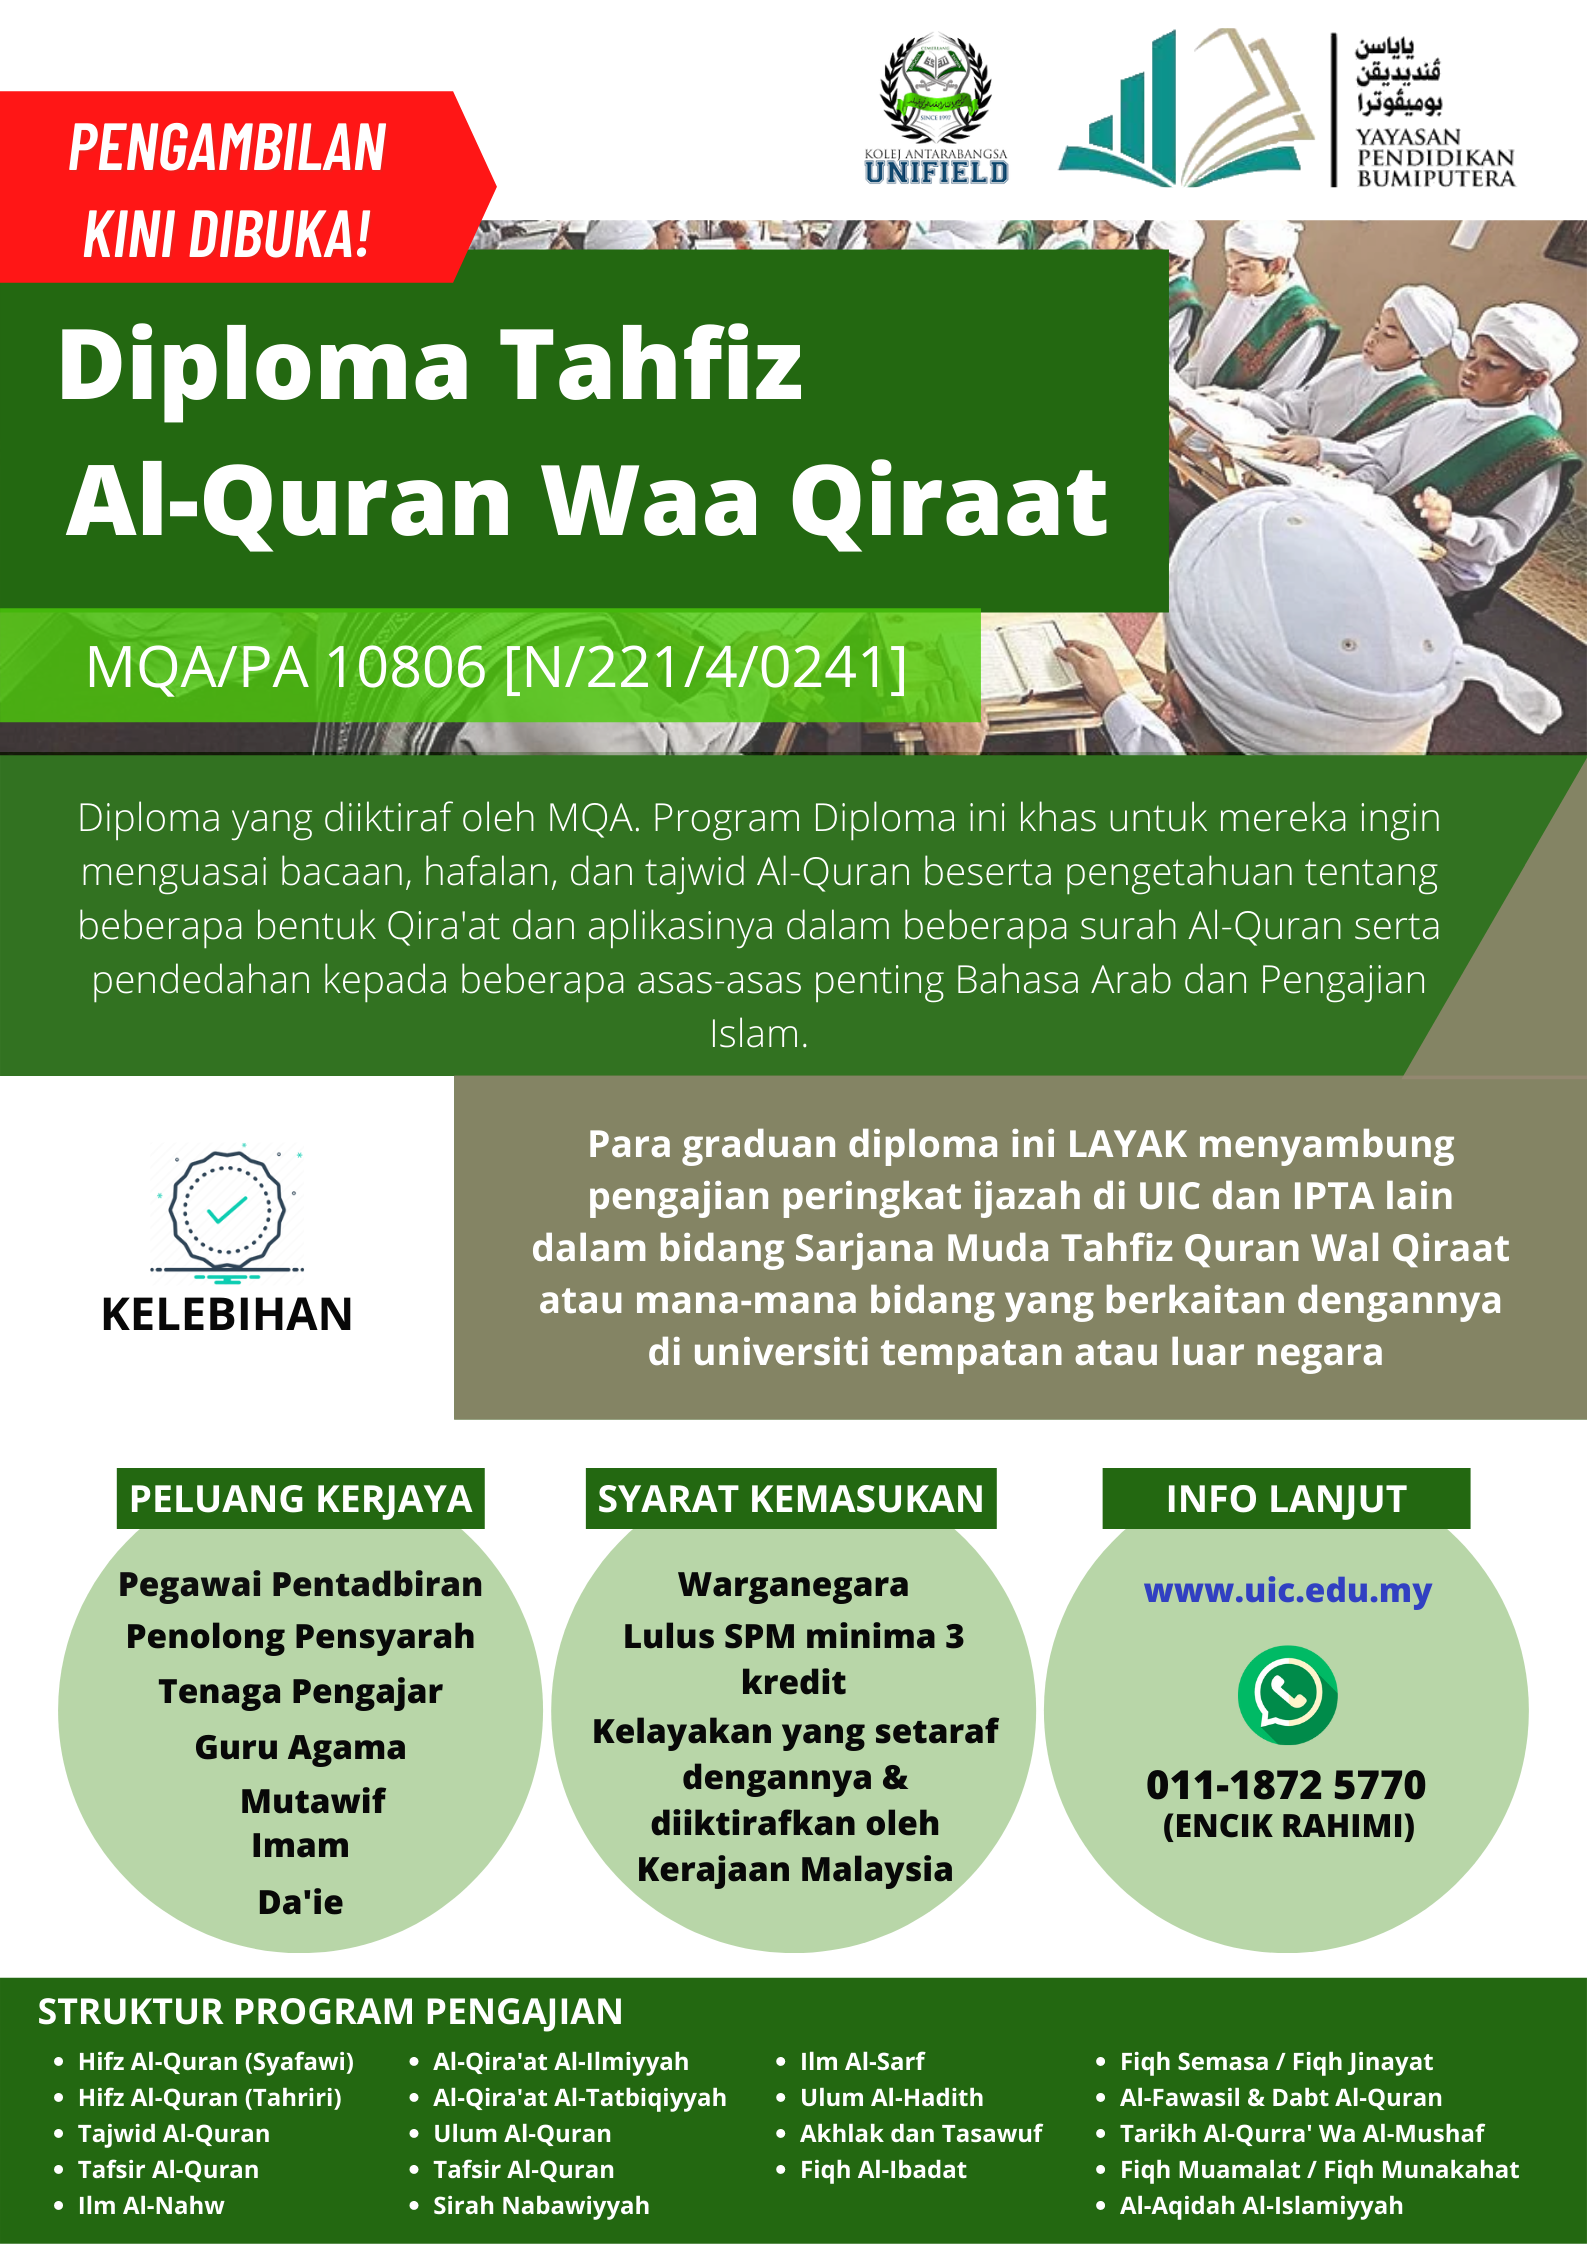 KOLEJ ANTARABANGSA
UNIFIELD
SINCE 1997
ياياسن
ڤنديديقن
بوميڤوترا
YAYASAN
PENDIDIKAN
BUMIPUTERA
PENGAMBILAN
KINI DIBUKA!
Diploma Tahfiz
Al-Quran Waa Qiraat
MQA/PA 10806 [N/221/4/0241]
Diploma yang diiktiraf oleh MQA. Program Diploma ini khas untuk mereka ingin
menguasai bacaan, hafalan, dan tajwid Al-Quran beserta pengetahuan tentang
beberapa bentuk Qira'at dan aplikasinya dalam beberapa surah Al-Quran serta
pendedahan kepada beberapa asas-asas penting Bahasa Arab dan Pengajian
Islam.
KELEBIHAN
Para graduan diploma ini LAYAK menyambung
pengajian peringkat ijazah di UIC dan IPTA lain
dalam bidang Sarjana Muda Tahfiz Quran Wal Qiraat
atau mana-mana bidang yang berkaitan dengannya
di universiti tempatan atau luar negara
PELUANG KERJAYA
Pegawai Pentadbiran
Penolong Pensyarah
Tenaga Pengajar
Guru Agama
Mutawif
Imam
Da'ie
SYARAT KEMASUKAN
Warganegara
Lulus SPM minima 3
kredit
Kelayakan yang setaraf
dengannya &
diiktirafkan oleh
Kerajaan Malaysia
INFO LANJUT
www.uic.edu.my
011-1872 5770
(ENCIK RAHIMI)
STRUKTUR PROGRAM PENGAJIAN
Hifz Al-Quran (Syafawi)
Hifz Al-Quran (Tahriri)
Tajwid Al-Quran
Tafsir Al-Quran
Ilm Al-Nahw
Al-Qira'at Al-Ilmiyyah
Al-Qira'at Al-Tatbiqiyyah
Ulum Al-Quran
Tafsir Al-Quran
Sirah Nabawiyyah
Ilm Al-Sarf
Ulum Al-Hadith
Akhlak dan Tasawuf
Fiqh Al-Ibadat
Fiqh Semasa / Fiqh Jinayat
Al-Fawasil & Dabt Al-Quran
Tarikh Al-Qurra' Wa Al-Mushaf
Fiqh Muamalat / Fiqh Munakahat
Al-Aqidah Al-Islamiyyah